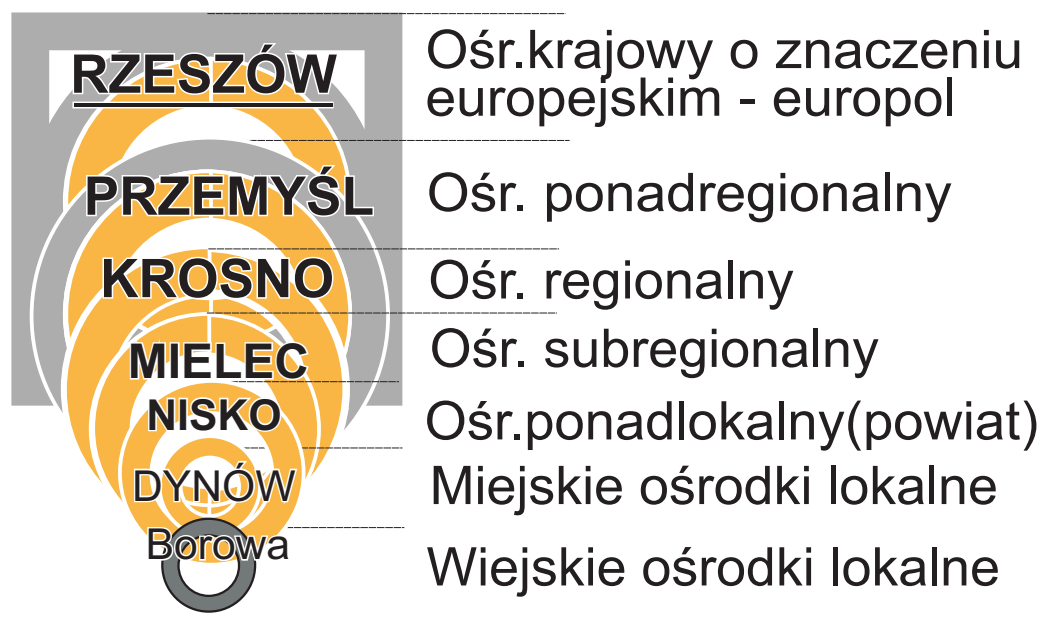 RZESZÓW Ośr.krajowy o znaczeniu
europejskim - europol
PRZEMYŚL Ośr. ponadregionalny
KROSNO Ośr. regionalny
MIELEC Ośr. subregionalny
NISKO Ośr.ponadlokalny(powiat)
DYNÓW Miejskie ośrodki lokalne
Borowa Wiejskie ośrodki lokalne